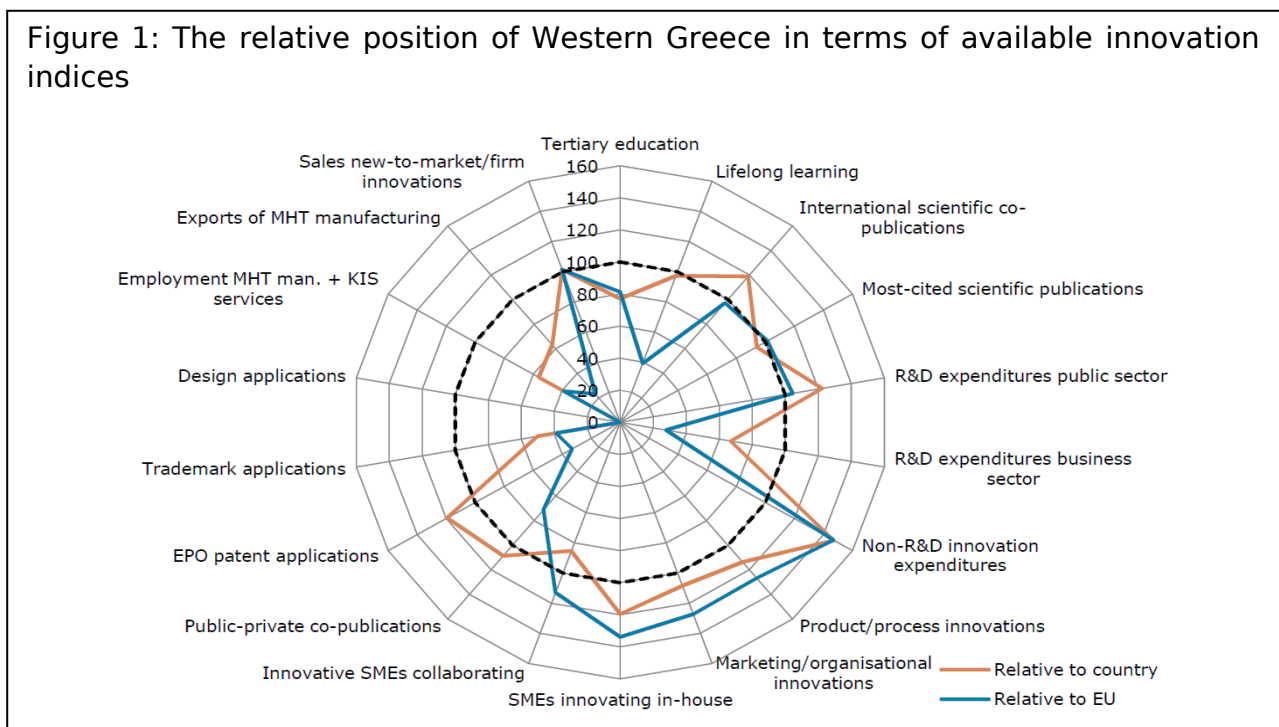 Figure 1: The relative position of Western Greece in terms of available innovation
indices
Tertiary education
Lifelong learning
International scientific co-
publications
Most-cited scientific publications
R&D expenditures public sector
R&D expenditures business
sector
Non-R&D innovation
expenditures
Product/process innovations
Marketing/organisational
innovations
SMEs innovating in-house
Innovative SMEs collaborating
Public-private co-publications
EPO patent applications
Trademark applications
Design applications
Employment MHT man. + KIS
services
Exports of MHT manufacturing
Sales new-to-market/firm
innovations
160
140
120
100
80
60
40
20
0
Relative to country
Relative to EU